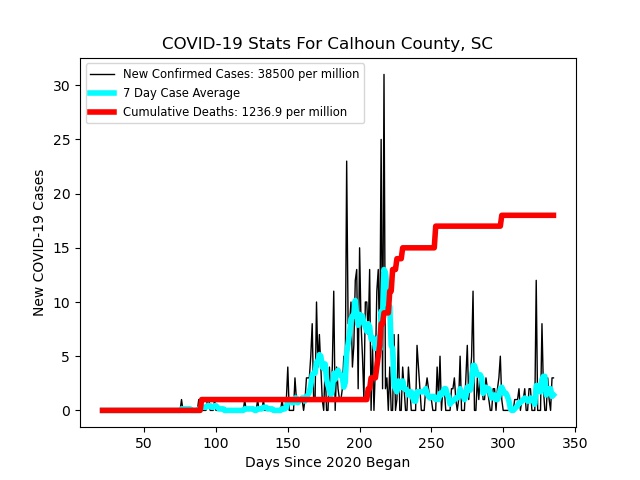 COVID-19 Stats For Calhoun County, SC
New Confirmed Cases: 38500 per million
7 Day Case Average
Cumulative Deaths: 1236.9 per million
New COVID-19 Cases
30
25
20
15
10
5
0
50 100 150 200 250 300 350
Days Since 2020 Began